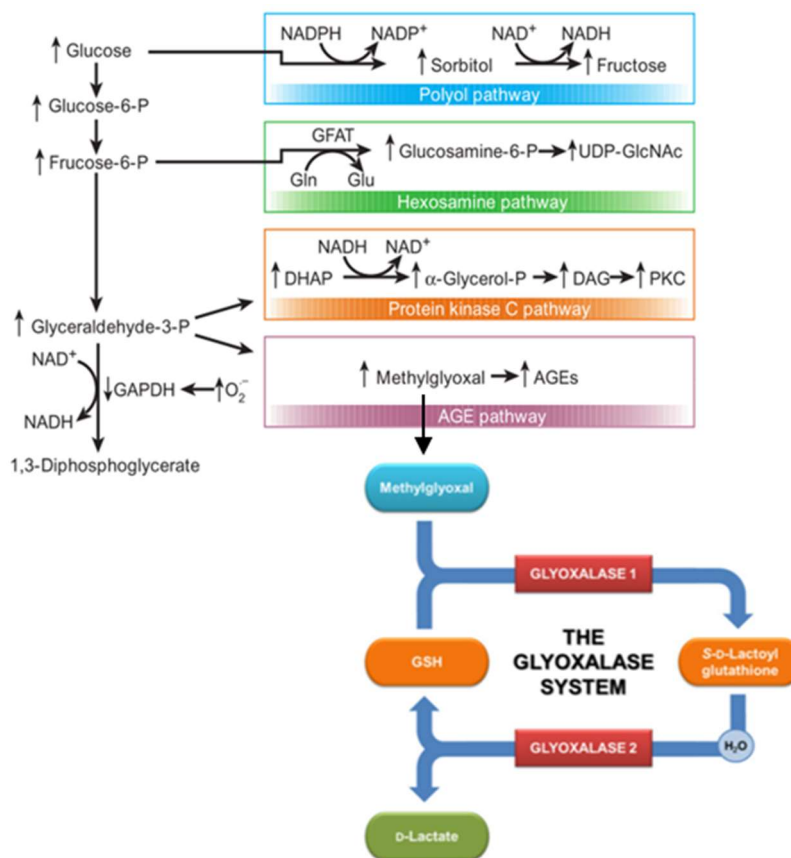 NADPH NADP⁺ NAD⁺ NADH
↑ Glucose
↑ Sorbitol ↑ Fructose
Polyol pathway
↑ Glucose-6-P
GFAT
↑ Frucose-6-P
↑ Glucosamine-6-P → ↑ UDP-GlcNAc
Gln Glu
Hexosamine pathway
NADH NAD⁺
↑ DHAP ↑ α-Glycerol-P → ↑ DAG → ↑ PKC
Protein kinase C pathway
↑ Glyceraldehyde-3-P
NAD⁺
↓ GAPDH ← ↑ O₂·⁻
NADH
1,3-Diphosphoglycerate
↑ Methylglyoxal → ↑ AGEs
AGE pathway
Methylglyoxal
GLYOXALASE 1
GSH
THE
GLYOXALASE
SYSTEM
S-D-Lactoyl
glutathione
H₂O
GLYOXALASE 2
D-Lactate